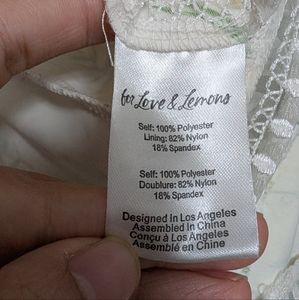 for Love & Lemons
Self: 100% Polyester
Lining: 82% Nylon
18% Spandex
Self: 100% Polyester
Doublure: 82% Nylon
18% Spandex
Designed In Los Angeles
Assembled In China
Conçu à Los Angeles
Assemblé en Chine